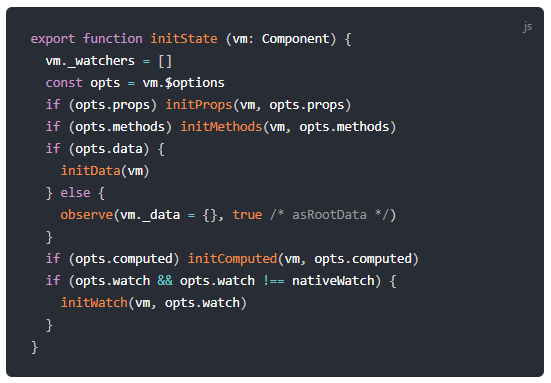 js
export function initState (vm: Component) {
  vm._watchers = []
  const opts = vm.$options
  if (opts.props) initProps(vm, opts.props)
  if (opts.methods) initMethods(vm, opts.methods)
  if (opts.data) {
    initData(vm)
  } else {
    observe(vm._data = {}, true /* asRootData */)
  }
  if (opts.computed) initComputed(vm, opts.computed)
  if (opts.watch && opts.watch !== nativeWatch) {
    initWatch(vm, opts.watch)
  }
}